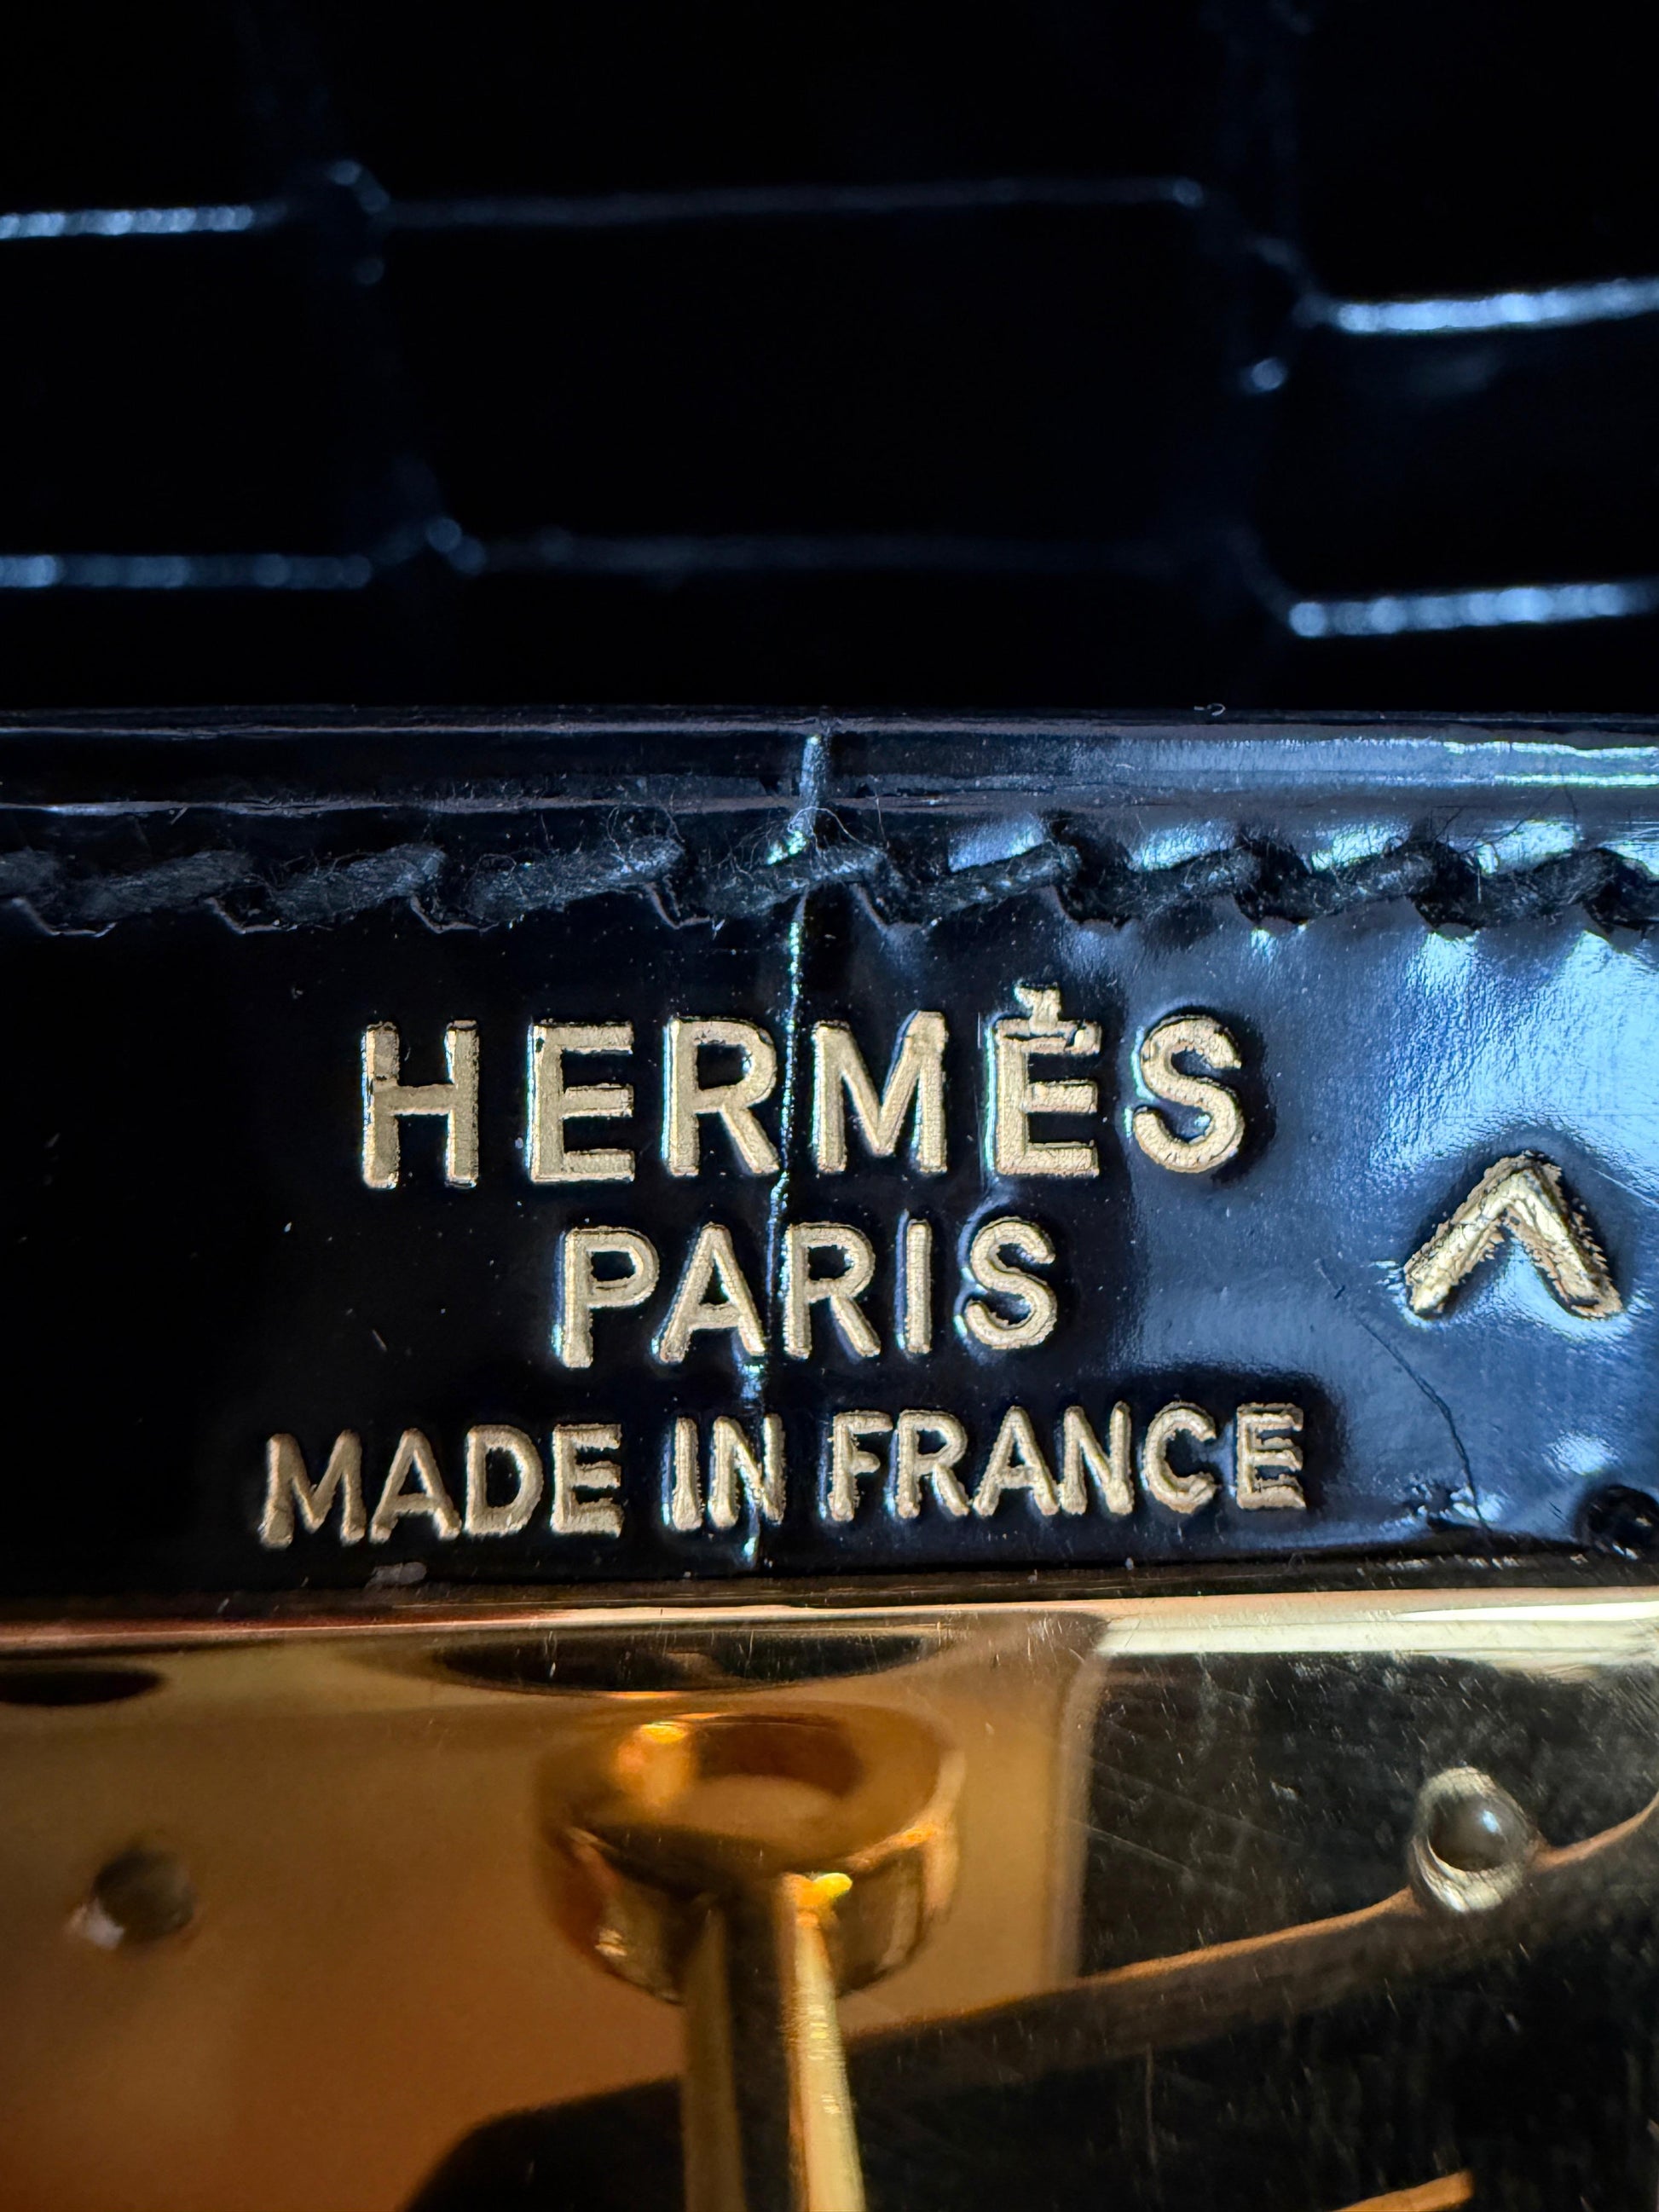 HERMÈS
PARIS
MADE IN FRANCE
^